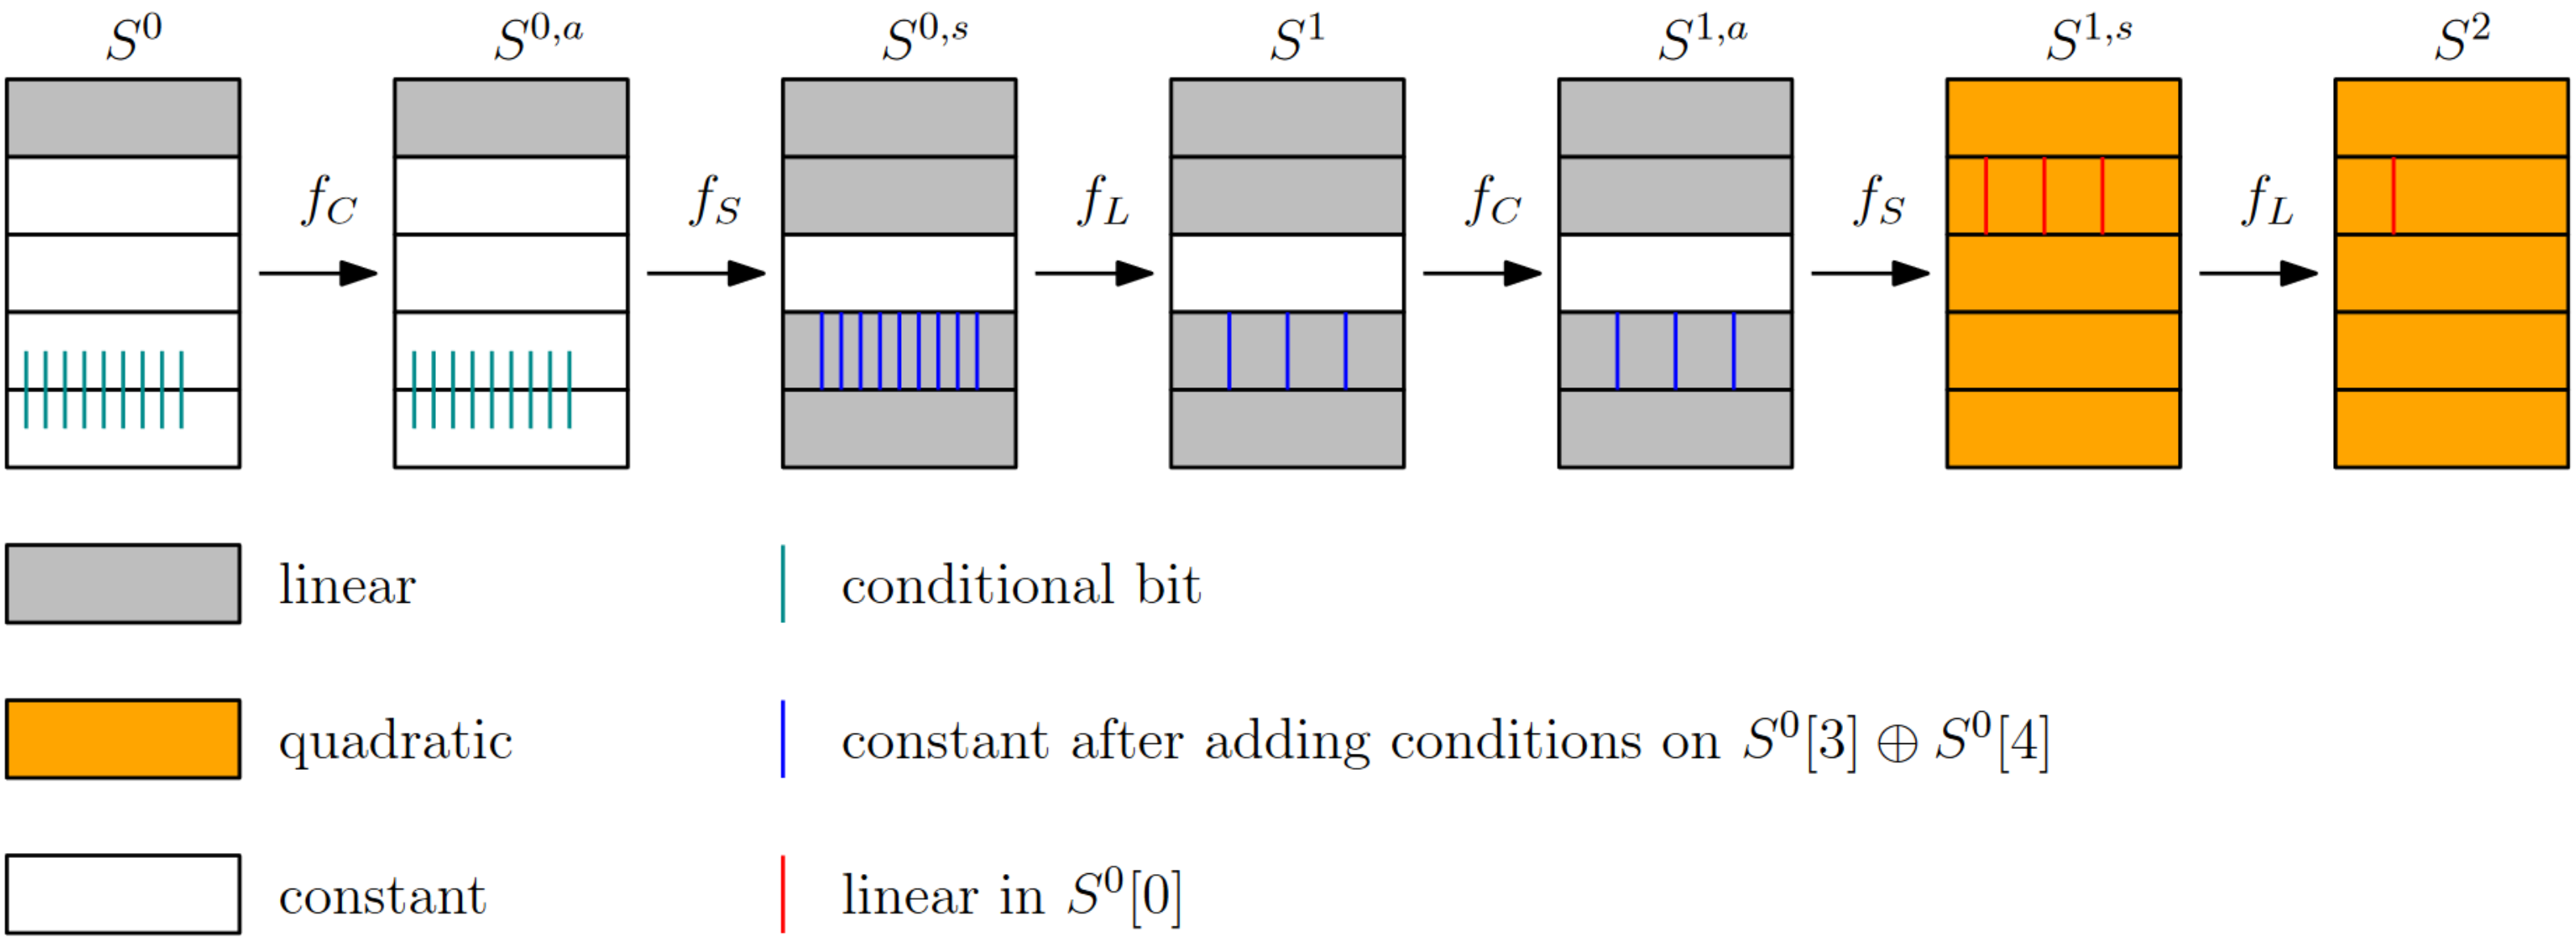 S^0 S^{0,a} S^{0,s} S^1 S^{1,a} S^{1,s} S^2
f_C f_S f_L f_C f_S f_L
linear conditional bit
quadratic constant after adding conditions on S^0[3] ⊕ S^0[4]
constant linear in S^0[0]